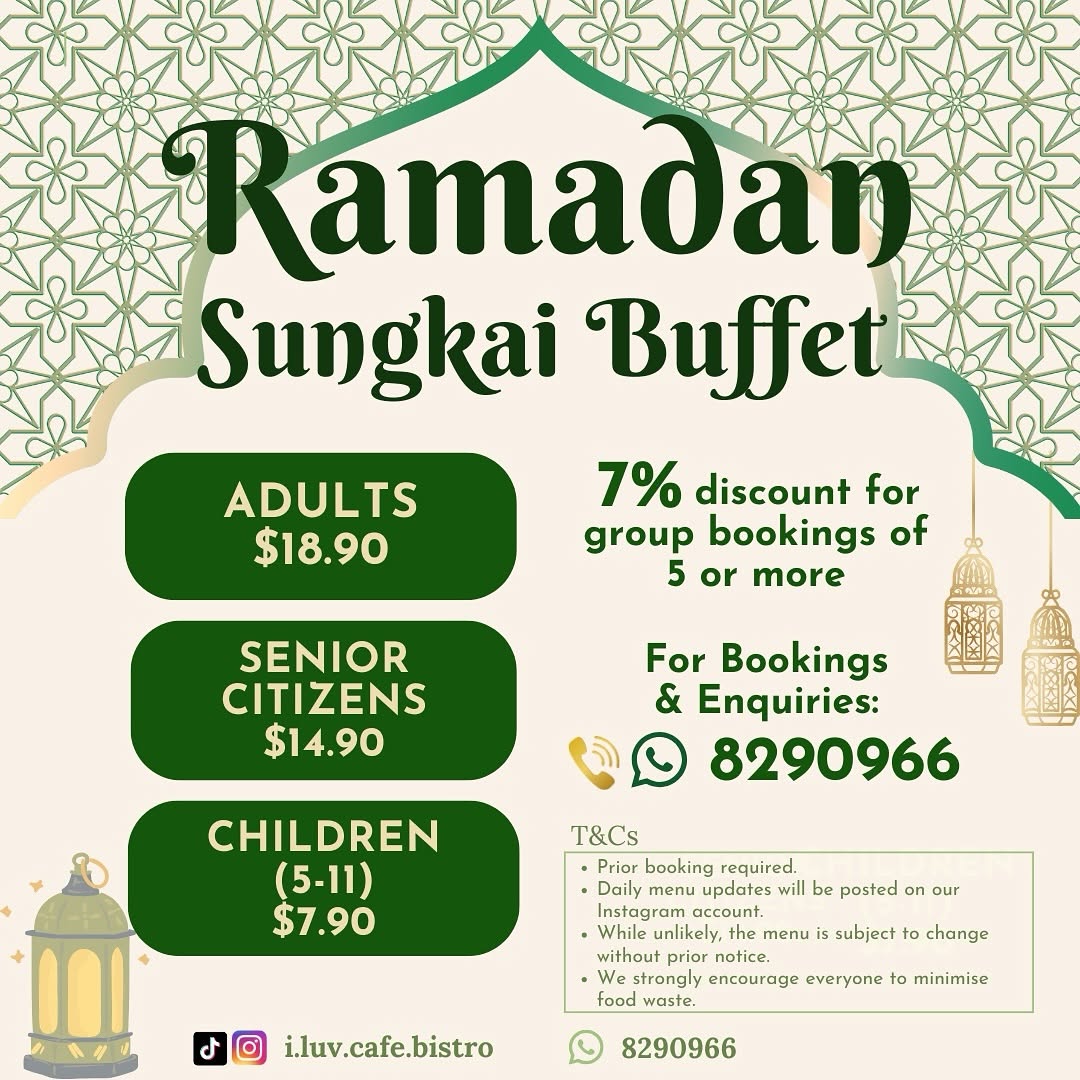 Ramadan
Sungkai Buffet
ADULTS
$18.90
SENIOR
CITIZENS
$14.90
CHILDREN
(5-11)
$7.90
7% discount for
group bookings of
5 or more
For Bookings
& Enquiries:
8290966
T&Cs
• Prior booking required.
• Daily menu updates will be posted on our
Instagram account.
• While unlikely, the menu is subject to change
without prior notice.
• We strongly encourage everyone to minimise
food waste.
i.luv.cafe.bistro
8290966